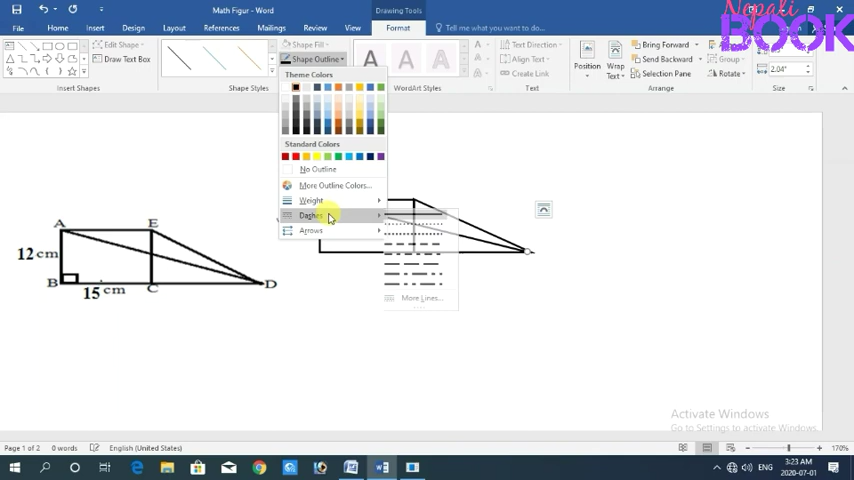 Math Figur - Word
Drawing Tools
Nepali
BOOK
File
Home
Insert
Design
Layout
References
Mailings
Review
View
Format
Tell me what you want to do...
Edit Shape
Draw Text Box
Shape Fill
Shape Outline
Text Direction
Align Text
Create Link
Position
Wrap
Text
Bring Forward
Send Backward
Selection Pane
Rotate
2.04"
Insert Shapes
Shape Styles
WordArt Styles
Text
Size
Theme Colors
Standard Colors
No Outline
More Outline Colors...
Weight
Dashes
Arrows
More Lines...
A
E
12 cm
B
15 cm
C
D
Activate Windows
Go to Settings to activate Windows.
Page 1 of 2
0 words
English (United States)
170%
ENG
3:23 AM
2020-07-01